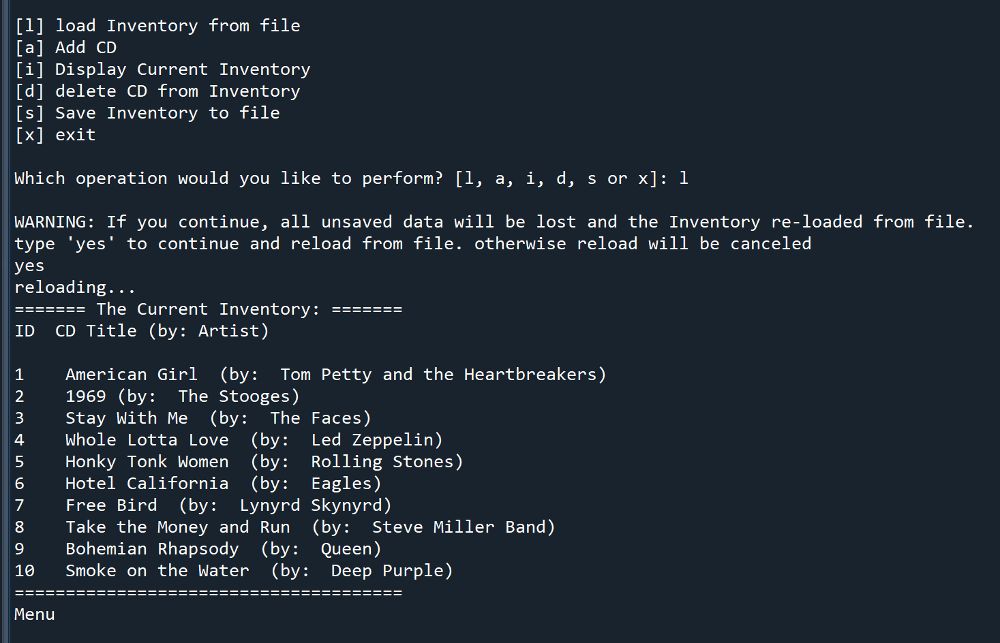 [l] load Inventory from file
[a] Add CD
[i] Display Current Inventory
[d] delete CD from Inventory
[s] Save Inventory to file
[x] exit
Which operation would you like to perform? [l, a, i, d, s or x]: l
WARNING: If you continue, all unsaved data will be lost and the Inventory re-loaded from file.
type 'yes' to continue and reload from file. otherwise reload will be canceled
yes
reloading...
======= The Current Inventory: =======
ID  CD Title (by: Artist)
1    American Girl  (by:  Tom Petty and the Heartbreakers)
2    1969 (by:  The Stooges)
3    Stay With Me  (by:  The Faces)
4    Whole Lotta Love  (by:  Led Zeppelin)
5    Honky Tonk Women  (by:  Rolling Stones)
6    Hotel California  (by:  Eagles)
7    Free Bird  (by:  Lynyrd Skynyrd)
8    Take the Money and Run  (by:  Steve Miller Band)
9    Bohemian Rhapsody  (by:  Queen)
10   Smoke on the Water  (by:  Deep Purple)
======================================
Menu